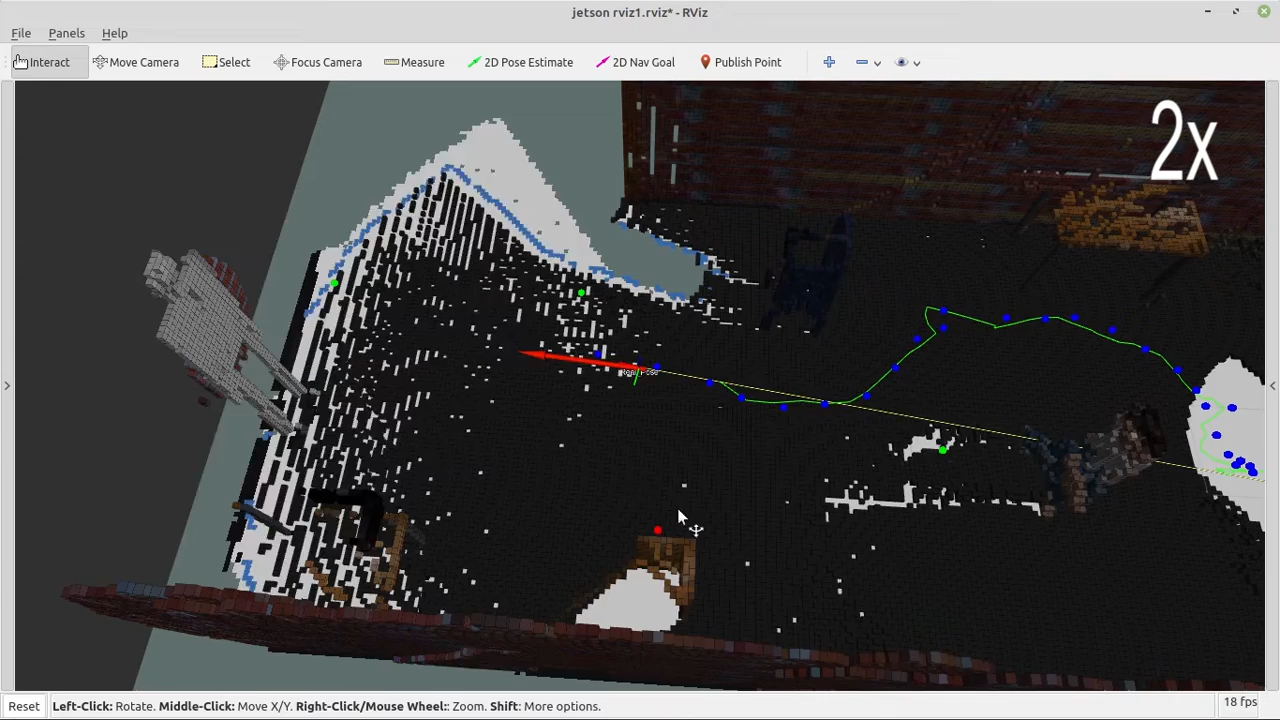 jetson rviz1.rviz* - RViz
File Panels Help
Interact Move Camera Select Focus Camera Measure 2D Pose Estimate 2D Nav Goal Publish Point
2x
Reset Left-Click: Rotate. Middle-Click: Move X/Y. Right-Click/Mouse Wheel:: Zoom. Shift: More options. 18 fps